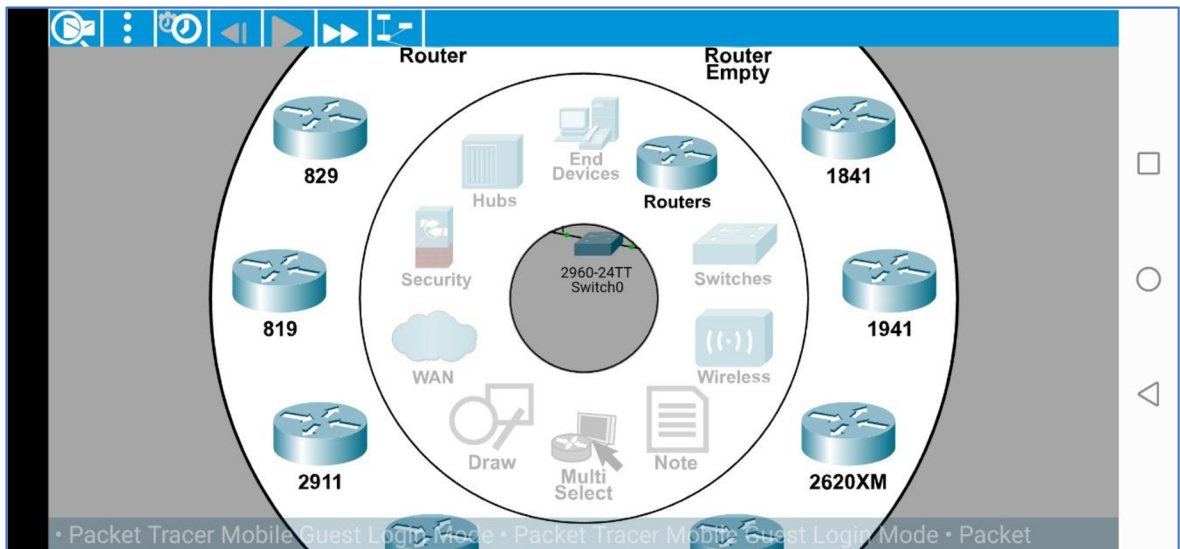 Router
Router
Empty
829
1841
End
Devices
Hubs
Routers
Security
2960-24TT
Switch0
Switches
819
1941
WAN
Wireless
Draw
Multi
Select
Note
2911
2620XM
• Packet Tracer Mobile Guest Login Mode • Packet Tracer Mobile Guest Login Mode • Packet